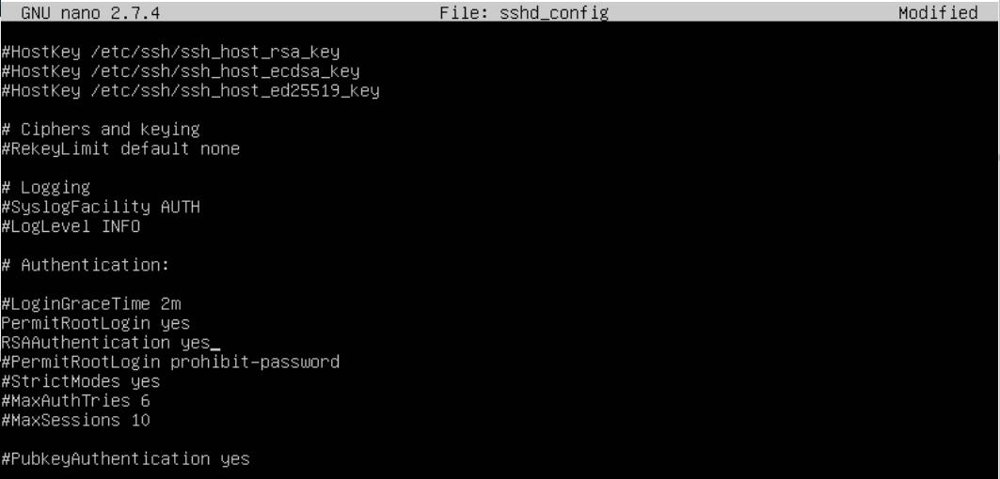 GNU nano 2.7.4 File: sshd_config Modified
#HostKey /etc/ssh/ssh_host_rsa_key
#HostKey /etc/ssh/ssh_host_ecdsa_key
#HostKey /etc/ssh/ssh_host_ed25519_key
# Ciphers and keying
#RekeyLimit default none
# Logging
#SyslogFacility AUTH
#LogLevel INFO
# Authentication:
#LoginGraceTime 2m
PermitRootLogin yes
RSAAuthentication yes_
#PermitRootLogin prohibit-password
#StrictModes yes
#MaxAuthTries 6
#MaxSessions 10
#PubkeyAuthentication yes